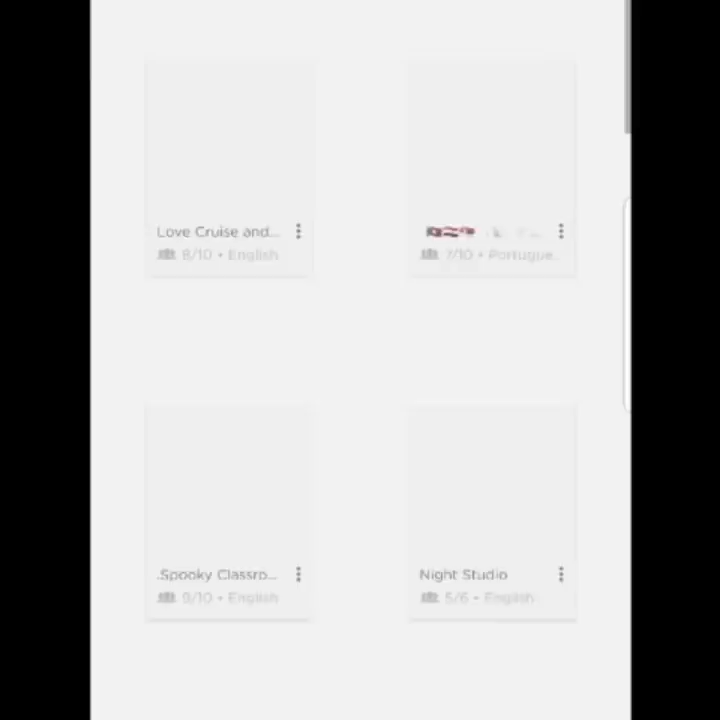 Love Cruise and...
8/10 • English
7/10 • Portugue...
.Spooky Classro...
9/10 • English
Night Studio
5/6 • English